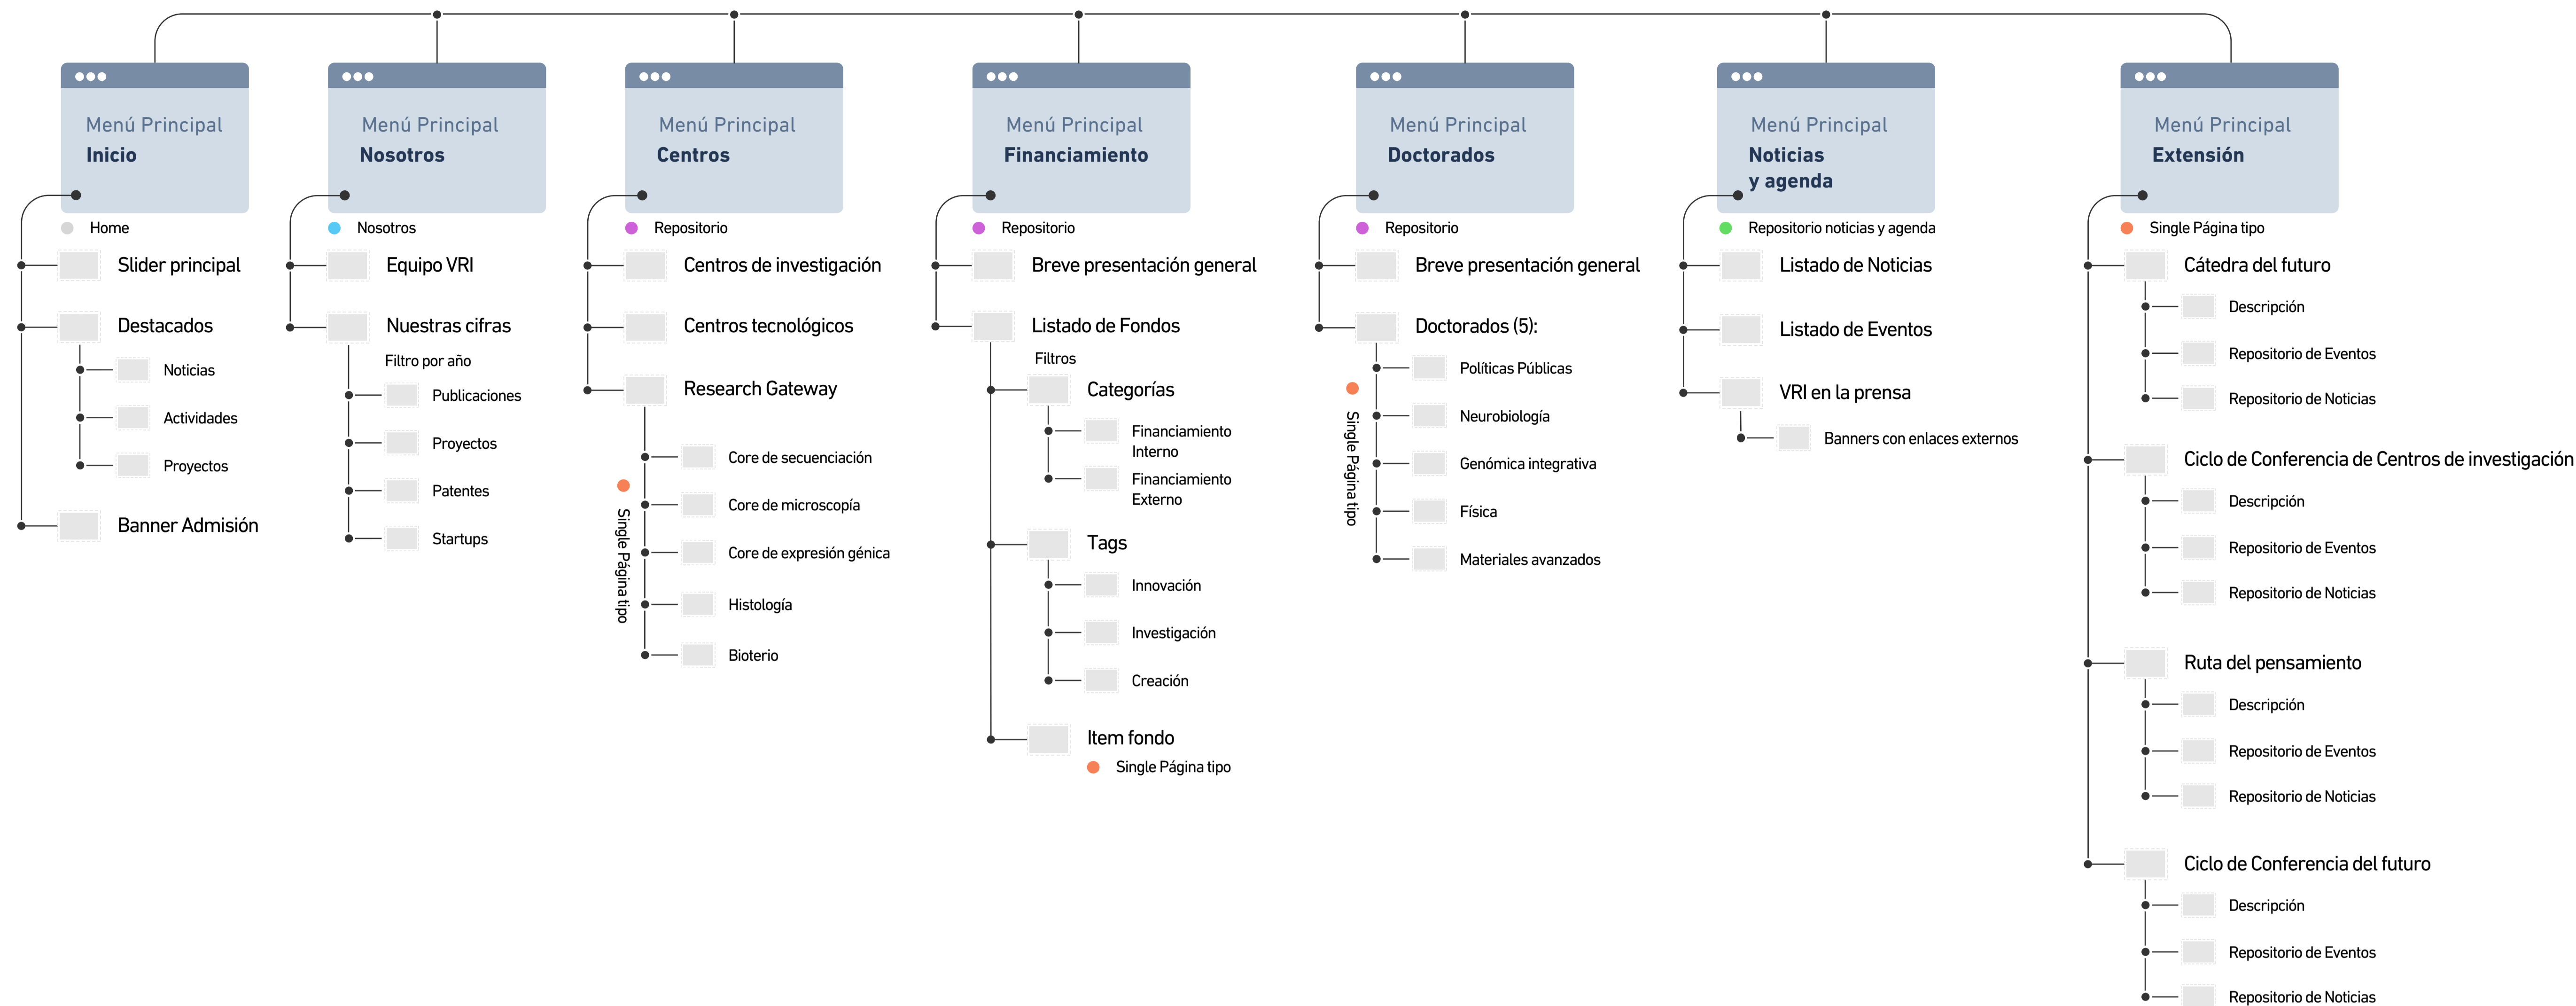 Menú Principal
Inicio
Home
Slider principal
Destacados
Noticias
Actividades
Proyectos
Banner Admisión
Menú Principal
Nosotros
Nosotros
Equipo VRI
Nuestras cifras
Filtro por año
Publicaciones
Proyectos
Patentes
Startups
Menú Principal
Centros
Repositorio
Centros de investigación
Centros tecnológicos
Research Gateway
Single Página tipo
Core de secuenciación
Core de microscopía
Core de expresión génica
Histología
Bioterio
Menú Principal
Financiamiento
Repositorio
Breve presentación general
Listado de Fondos
Filtros
Categorías
Financiamiento
Interno
Financiamiento
Externo
Tags
Innovación
Investigación
Creación
Item fondo
Single Página tipo
Menú Principal
Doctorados
Repositorio
Breve presentación general
Doctorados (5):
Single Página tipo
Políticas Públicas
Neurobiología
Genómica integrativa
Física
Materiales avanzados
Menú Principal
Noticias
y agenda
Repositorio noticias y agenda
Listado de Noticias
Listado de Eventos
VRI en la prensa
Banners con enlaces externos
Menú Principal
Extensión
Single Página tipo
Cátedra del futuro
Descripción
Repositorio de Eventos
Repositorio de Noticias
Ciclo de Conferencia de Centros de investigación
Descripción
Repositorio de Eventos
Repositorio de Noticias
Ruta del pensamiento
Descripción
Repositorio de Eventos
Repositorio de Noticias
Ciclo de Conferencia del futuro
Descripción
Repositorio de Eventos
Repositorio de Noticias